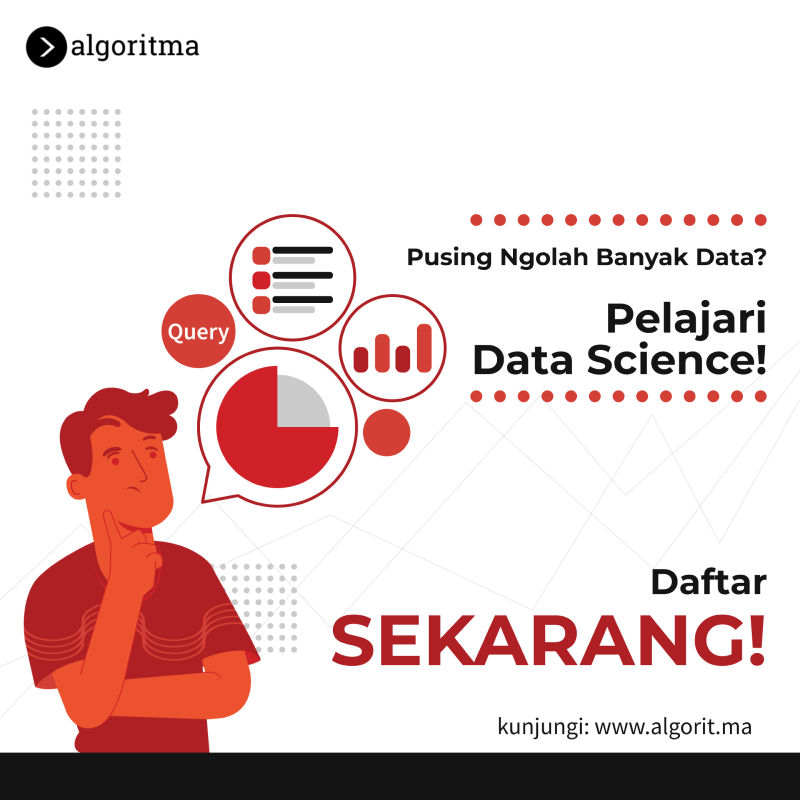 algoritma
Pusing Ngolah Banyak Data?
Pelajari
Data Science!
Query
Daftar
SEKARANG!
kunjungi: www.algorit.ma